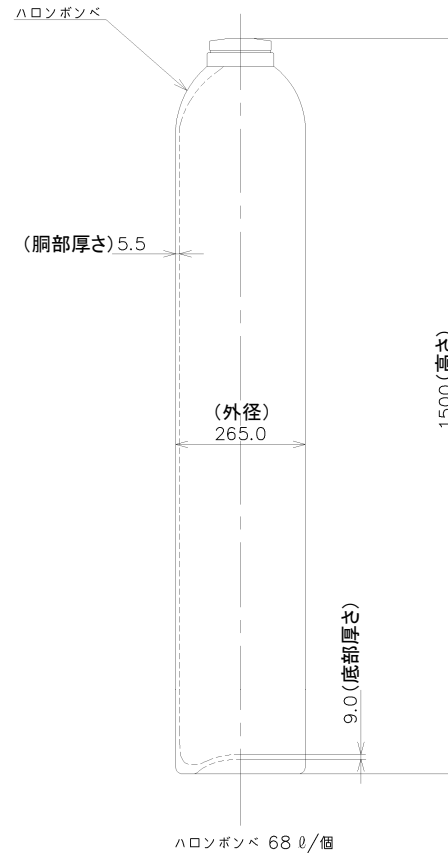 ハロンボンベ
(胴部厚さ)5.5
(外径)
265.0
1500(高さ)
9.0(底部厚さ)
ハロンボンベ 68 ℓ/個